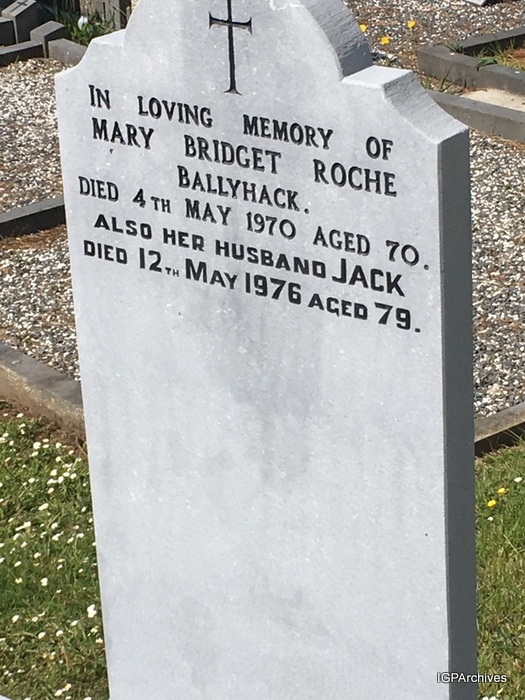 IN LOVING MEMORY OF
MARY BRIDGET ROCHE
BALLYHACK.
DIED 4TH MAY 1970 AGED 70.
ALSO HER HUSBAND JACK
DIED 12TH MAY 1976 AGED 79.
IGPArchives